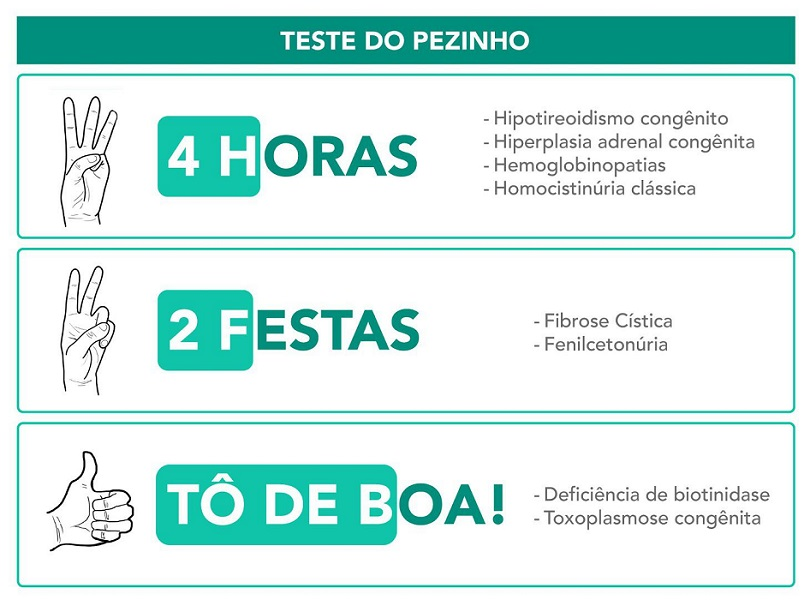 TESTE DO PEZINHO
4 HORAS
- Hipotireoidismo congênito
- Hiperplasia adrenal congênita
- Hemoglobinopatias
- Homocistinúria clássica
2 FESTAS
- Fibrose Cística
- Fenilcetonúria
TÔ DE BOA!
- Deficiência de biotinidase
- Toxoplasmose congênita